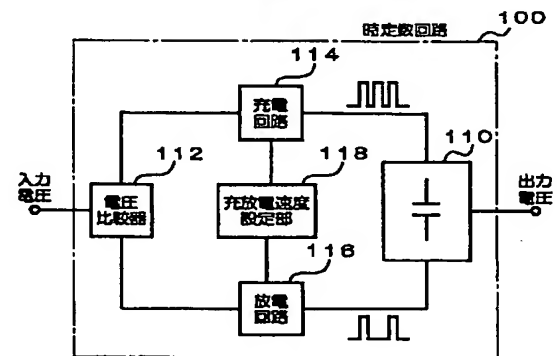 時定数回路
100
114
充電
回路
110
112
118
入力
電圧
電圧
比較器
充放電速度
設定部
出力
電圧
116
放電
回路